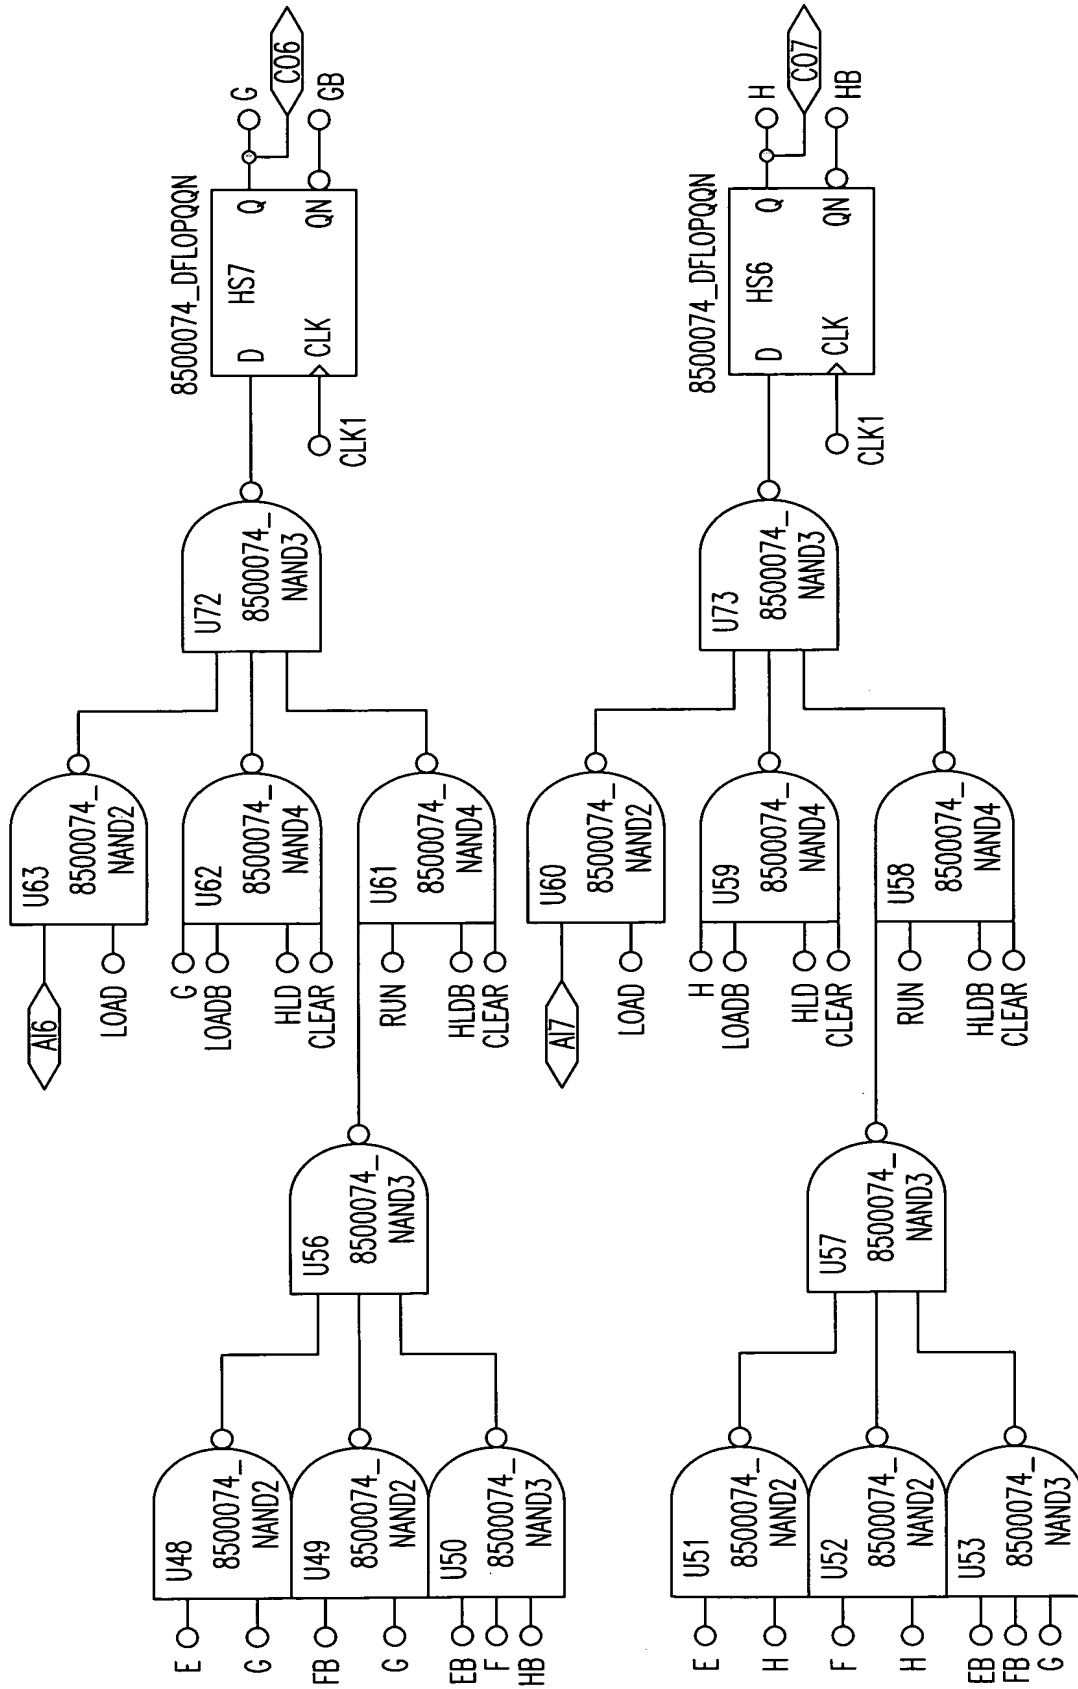 E
G
FB
G
EB
F
HB
U48
8500074_
NAND2
U49
8500074_
NAND2
U50
8500074_
NAND3
U56
8500074_
NAND3
AI6
LOAD
G
LOADB
HLD
CLEAR
RUN
HLDB
CLEAR
U63
8500074_
NAND2
U62
8500074_
NAND4
U61
8500074_
NAND4
U72
8500074_
NAND3
CLK1
8500074_DFLOPQQN
D
HS7
Q
CLK
QN
G
CO6
GB
E
H
F
H
EB
FB
G
U51
8500074_
NAND2
U52
8500074_
NAND2
U53
8500074_
NAND3
U57
8500074_
NAND3
AI7
LOAD
H
LOADB
HLD
CLEAR
RUN
HLDB
CLEAR
U60
8500074_
NAND2
U59
8500074_
NAND4
U58
8500074_
NAND4
U73
8500074_
NAND3
CLK1
8500074_DFLOPQQN
D
HS6
Q
CLK
QN
H
CO7
HB